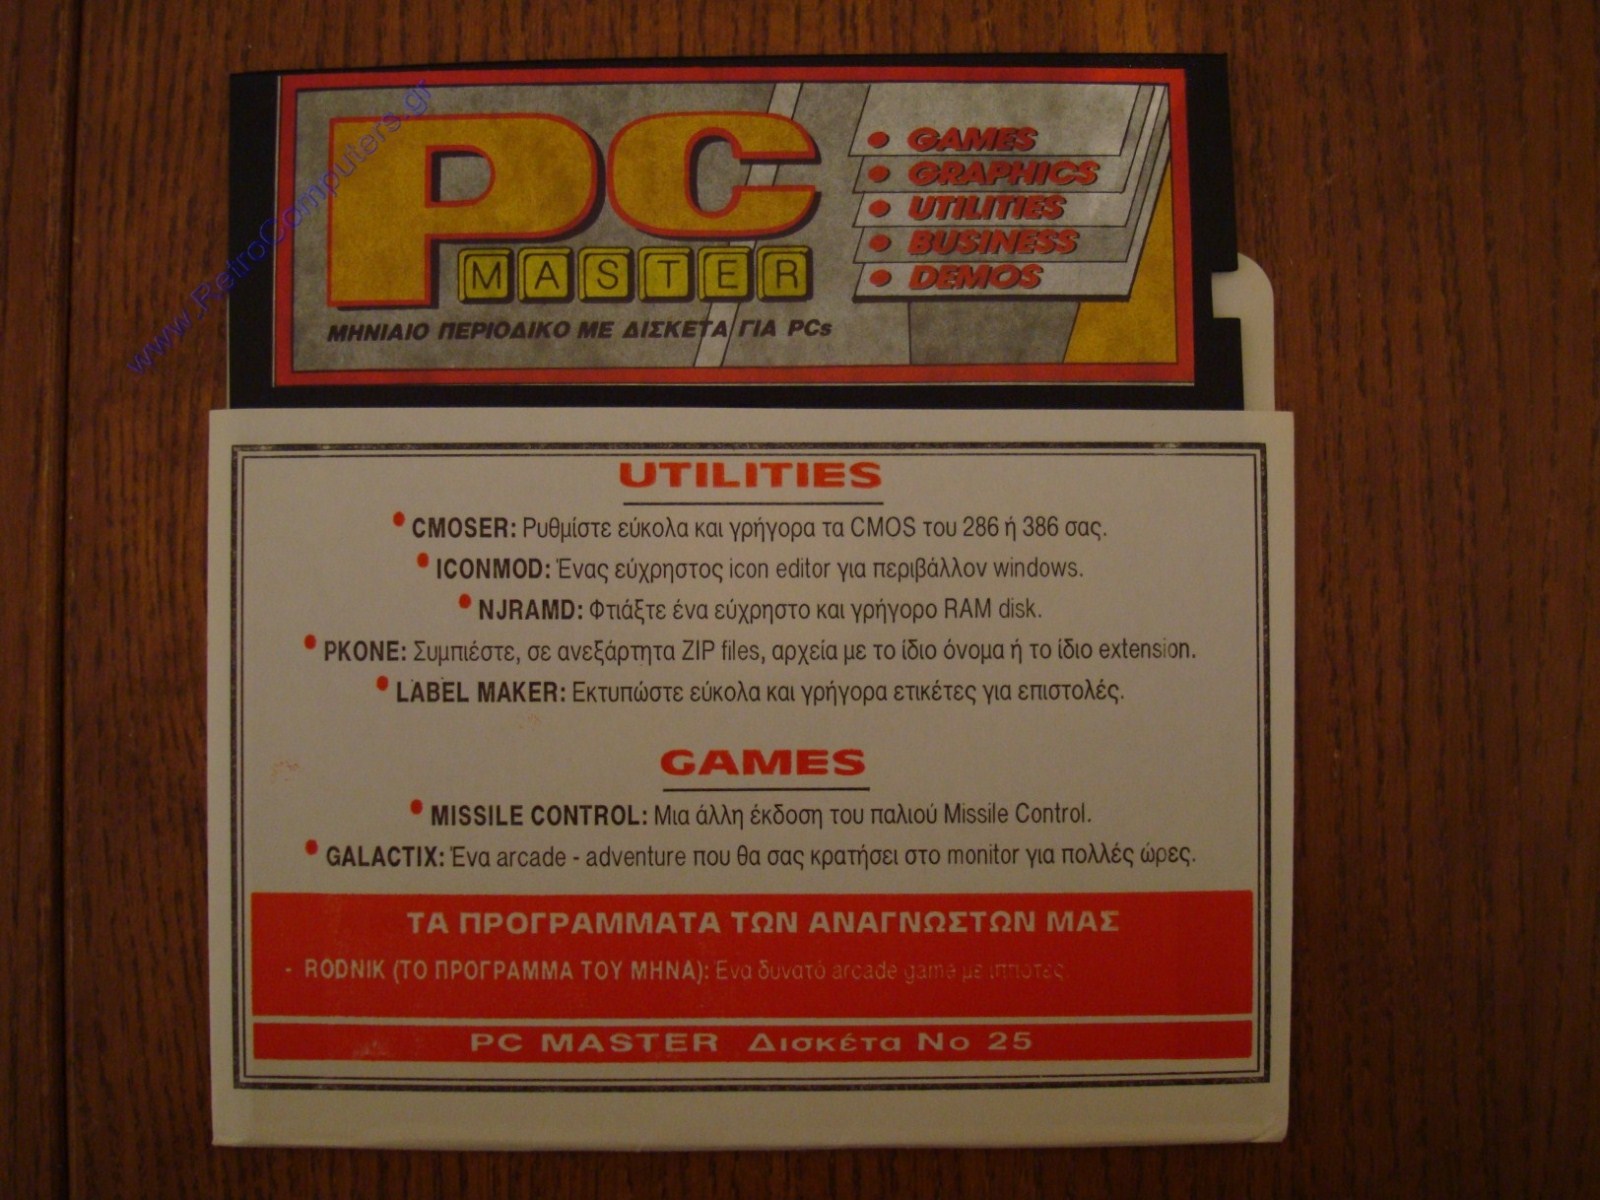 www.RetroComputers.gr
PC
MASTER
ΜΗΝΙΑΙΟ ΠΕΡΙΟΔΙΚΟ ΜΕ ΔΙΣΚΕΤΑ ΓΙΑ PCs
• GAMES
• GRAPHICS
• UTILITIES
• BUSINESS
• DEMOS
UTILITIES
• CMOSER: Ρυθμίστε εύκολα και γρήγορα τα CMOS του 286 ή 386 σας.
• ICONMOD: Ένας εύχρηστος icon editor για περιβάλλον windows.
• NJRAMD: Φτιάξτε ένα εύχρηστο και γρήγορο RAM disk.
• PKONE: Συμπιέστε, σε ανεξάρτητα ZIP files, αρχεία με το ίδιο όνομα ή το ίδιο extension.
• LABEL MAKER: Εκτυπώστε εύκολα και γρήγορα ετικέτες για επιστολές.
GAMES
• MISSILE CONTROL: Μια άλλη έκδοση του παλιού Missile Control.
• GALACTIX: Ένα arcade - adventure που θα σας κρατήσει στο monitor για πολλές ώρες.
ΤΑ ΠΡΟΓΡΑΜΜΑΤΑ ΤΩΝ ΑΝΑΓΝΩΣΤΩΝ ΜΑΣ
- RODNIK (ΤΟ ΠΡΟΓΡΑΜΜΑ ΤΟΥ ΜΗΝΑ): Ένα δυνατό arcade game με ιππότες
PC MASTER Δισκέτα Νο 25